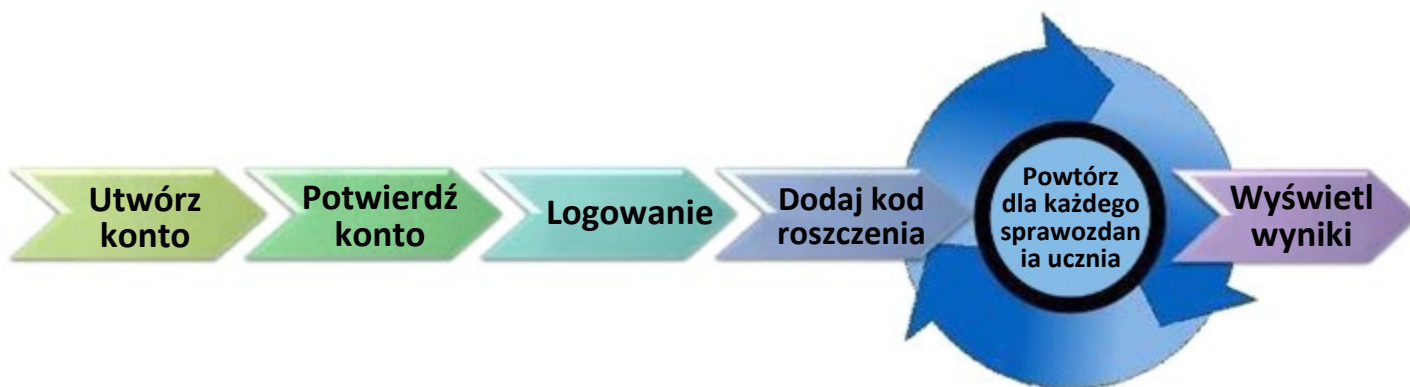 Utwórz
konto
Potwierdź
konto
Logowanie
Dodaj kod
roszczenia
Powtórz
dla każdego
sprawozdan
ia ucznia
Wyświetl
wyniki